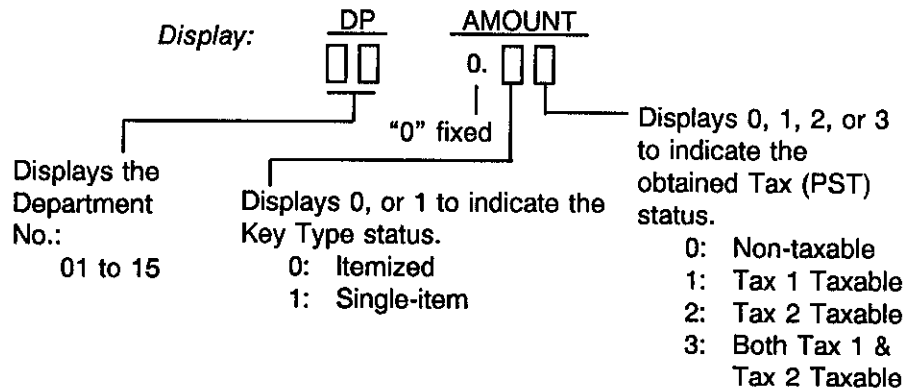 Display:
DP
AMOUNT
0.
"0" fixed
Displays the
Department
No.:
01 to 15
Displays 0, or 1 to indicate the
Key Type status.
0: Itemized
1: Single-item
Displays 0, 1, 2, or 3
to indicate the
obtained Tax (PST)
status.
0: Non-taxable
1: Tax 1 Taxable
2: Tax 2 Taxable
3: Both Tax 1 &
Tax 2 Taxable